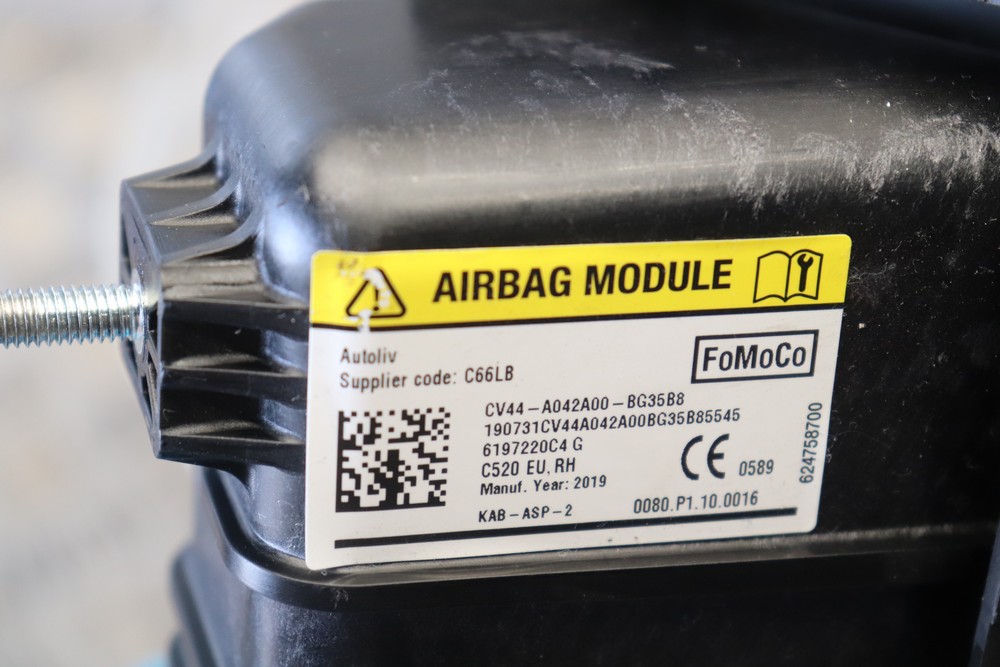 AIRBAG MODULE
Autoliv
Supplier code: C66LB
FoMoCo
CV44-A042A00-BG35B8
190731CV44A042A00BG35B85545
6197220C4 G
C520 EU, RH
Manuf. Year: 2019
CE 0589
KAB-ASP-2
0080.P1.10.0016
624758700